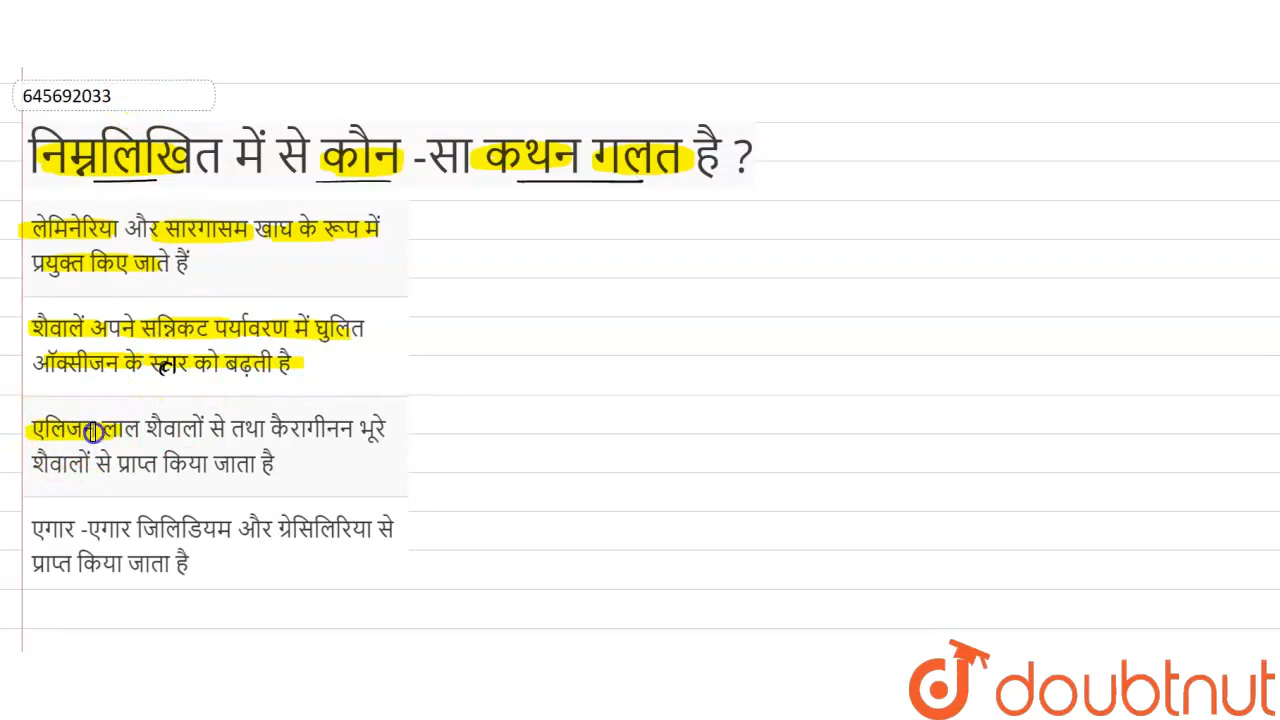 645692033
निम्नलिखित में से कौन -सा कथन गलत है ?
लेमिनेरिया और सारगासम खाघ के रूप में
प्रयुक्त किए जाते हैं
शैवालें अपने सन्निकट पर्यावरण में घुलित
ऑक्सीजन के स्तर को बढ़ती है
एलिजन लाल शैवालों से तथा कैरागीनन भूरे
शैवालों से प्राप्त किया जाता है
एगार -एगार जिलिडियम और ग्रेसिलिरिया से
प्राप्त किया जाता है
doubtnut